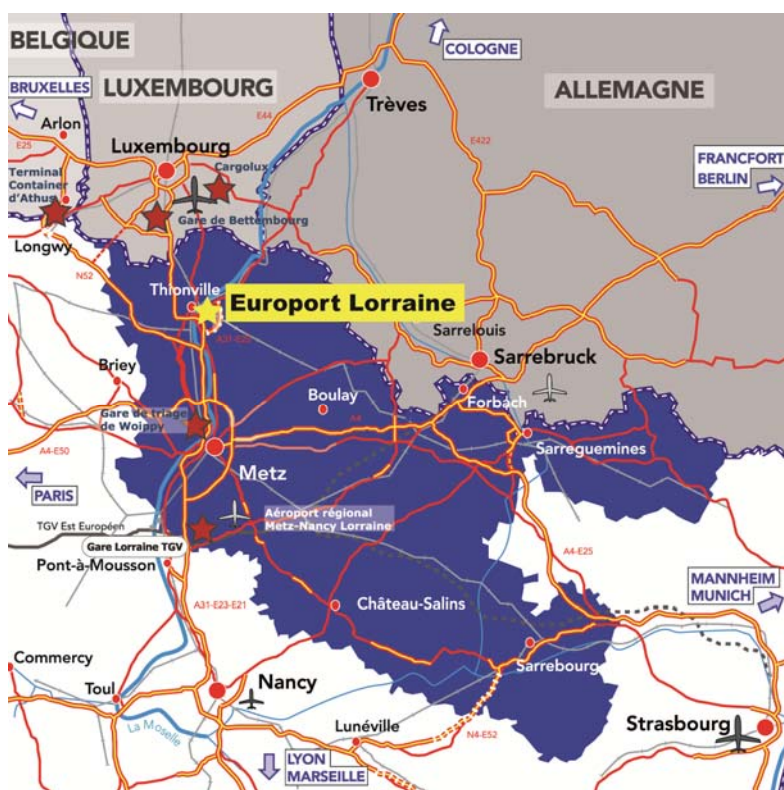 BELGIQUE
COLOGNE
BRUXELLES
LUXEMBOURG
Trèves
ALLEMAGNE
Arlon
E44
E422
E25
Luxembourg
FRANCFORT
BERLIN
Terminal
Container
d'Athus
Cargolux
Gare de Bettembourg
Longwy
N52
Thionville
Europort Lorraine
Sarrelouis
Sarrebruck
Briey
Boulay
Forbach
Gare de triage
de Woippy
A4
Sarreguemines
A4-E50
Metz
PARIS
Aéroport régional
Metz-Nancy Lorraine
TGV Est Européen
Gare Lorraine TGV
Pont-à-Mousson
A4-E25
MANNHEIM
MUNICH
A31-E23-E21
Château-Salins
Sarrebourg
Commercy
Nancy
Toul
La Moselle
Lunéville
N4-E52
Strasbourg
LYON
MARSEILLE